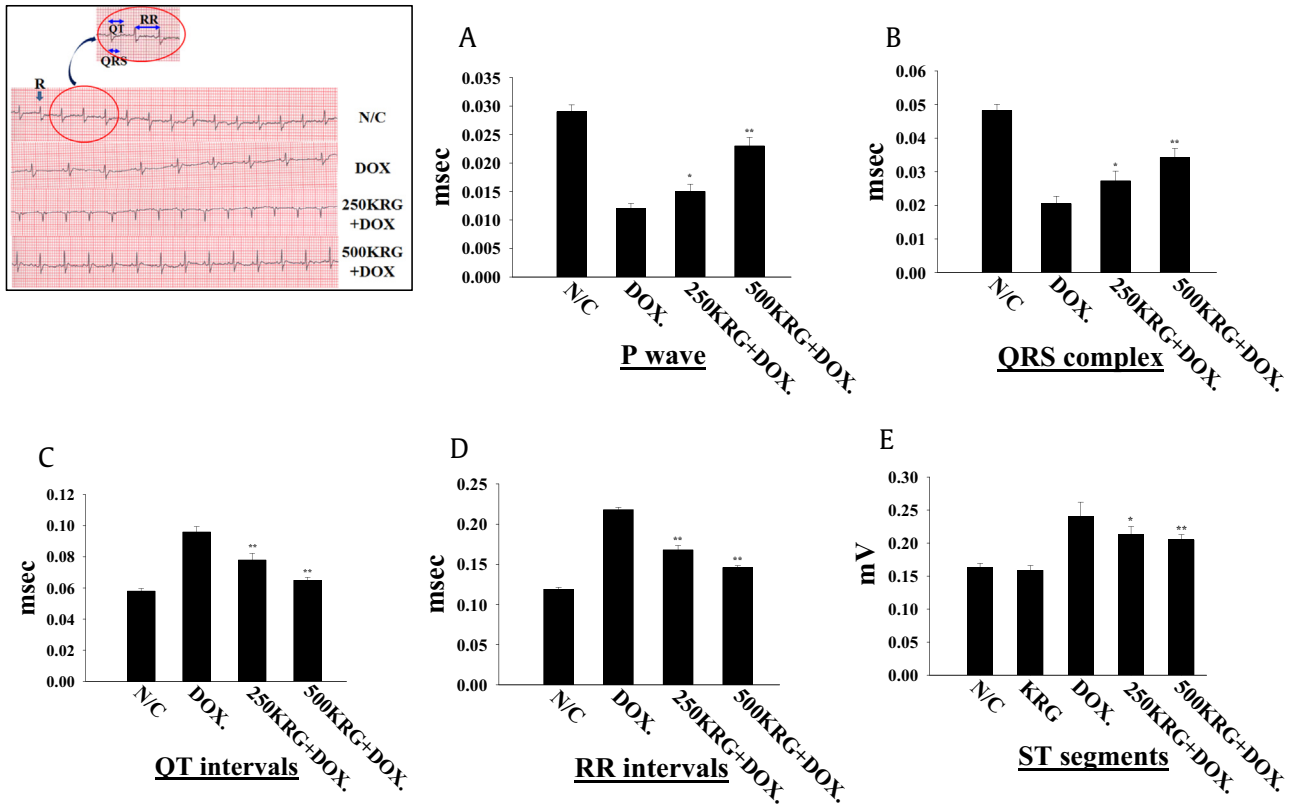 QT
RR
QRS
R
N/C
DOX
250KRG
+DOX
500KRG
+DOX
A
msec
0.035
0.030
0.025
0.020
0.015
0.010
0.005
0.000
*
**
N/C
DOX.
250KRG+DOX.
500KRG+DOX.
P wave
B
msec
0.06
0.05
0.04
0.03
0.02
0.01
0.00
*
**
N/C
DOX.
250KRG+DOX.
500KRG+DOX.
QRS complex
C
msec
0.12
0.10
0.08
0.06
0.04
0.02
0.00
**
**
N/C
DOX.
250KRG+DOX.
500KRG+DOX.
QT intervals
D
msec
0.25
0.20
0.15
0.10
0.05
0.00
**
**
N/C
DOX.
250KRG+DOX.
500KRG+DOX.
RR intervals
E
mV
0.30
0.25
0.20
0.15
0.10
0.05
0.00
*
**
N/C
KRG
DOX.
250KRG+DOX.
500KRG+DOX.
ST segments